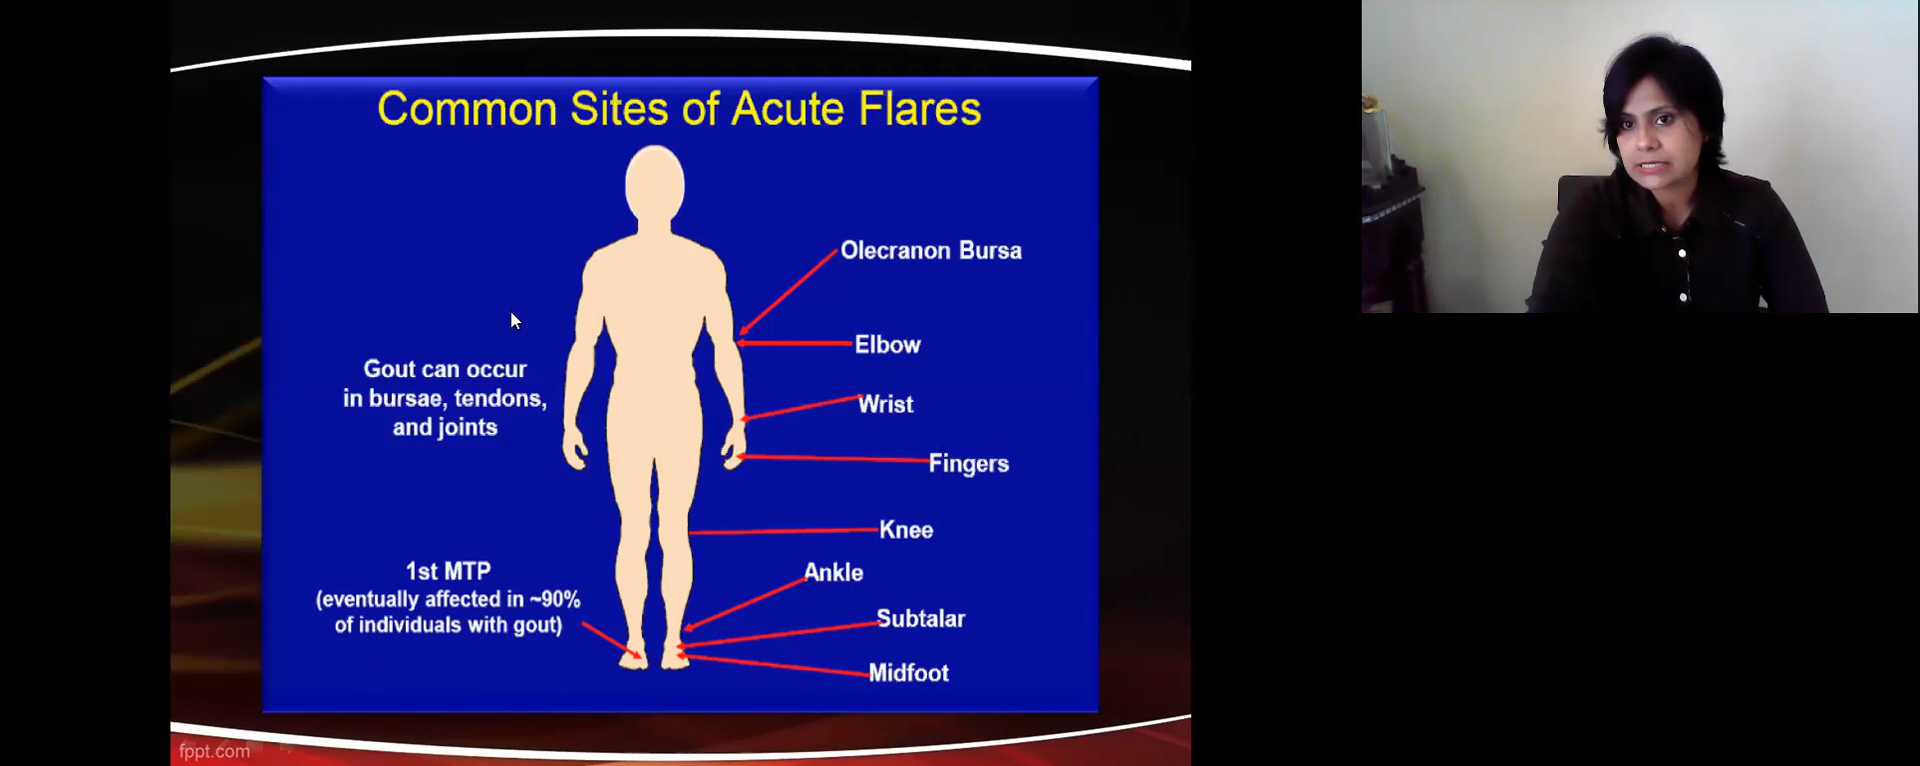 Common Sites of Acute Flares
Olecranon Bursa
Elbow
Gout can occur
in bursae, tendons,
and joints
Wrist
Fingers
Knee
1st MTP
(eventually affected in ~90%
of individuals with gout)
Ankle
Subtalar
Midfoot
fppt.com